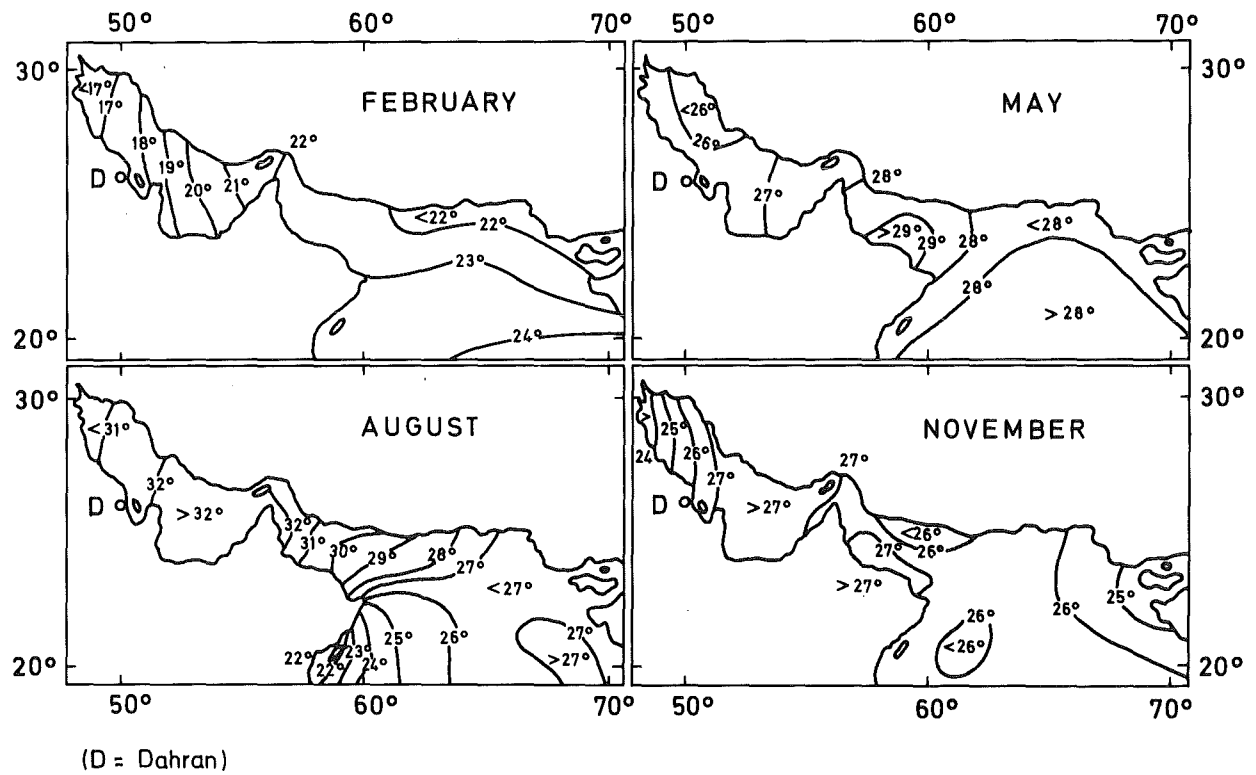 50° 60° 70° 50° 60° 70°
30° 30°
FEBRUARY MAY
<17° <26°
17° 26°
18° 22°
19° 28°
D 20° 21° D 27°
<22° 22° >29° 29° 28° <28°
23° 28°
>28°
20° 24° 20°
30° 30°
AUGUST NOVEMBER
<31° > 25°
24 26° 27° 27°
32°
D >32° D >27°
32° 31° 30° 29° 28° 27° 27° <26° 26°
<27° >27° 26° 25°
22° 22° 23° 24° 25° 26° 27° 26°
20° >27° <26° 20°
50° 60° 70° 50° 60° 70°
(D = Dahran)